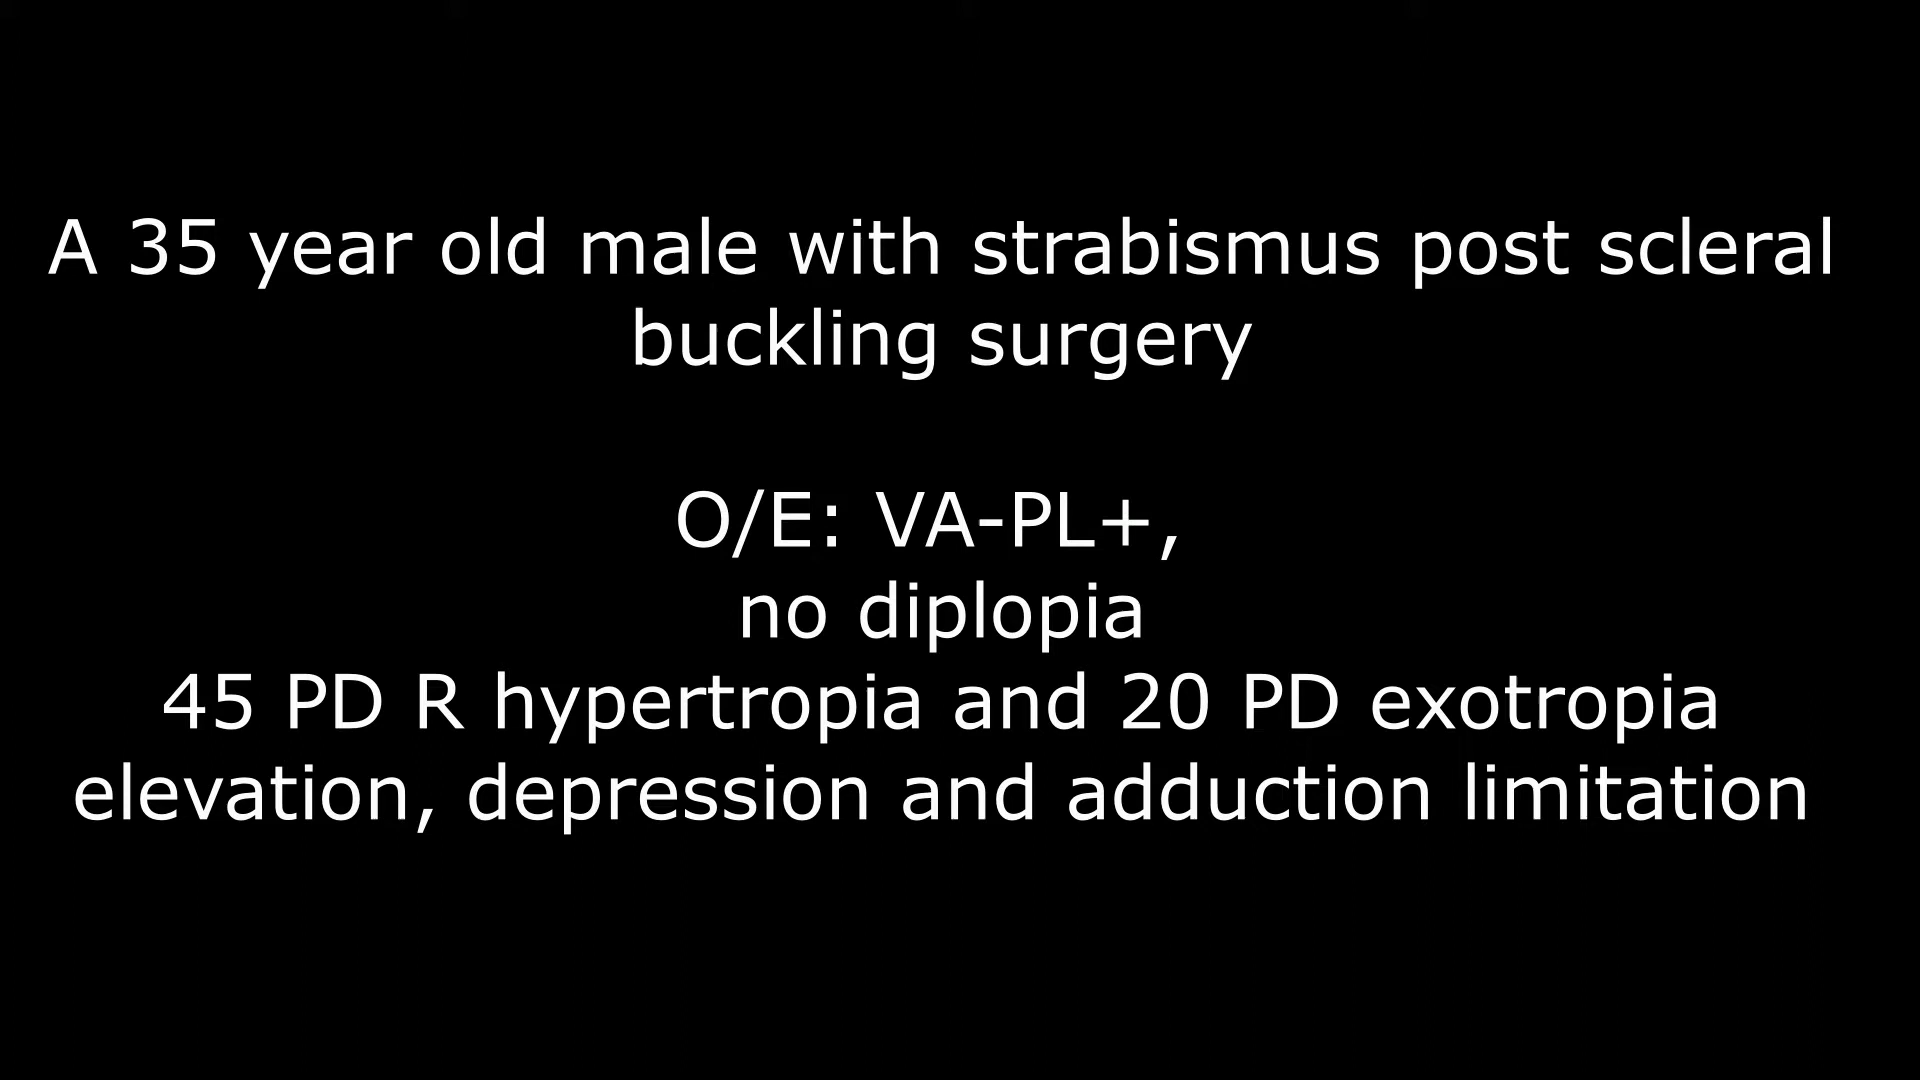 A 35 year old male with strabismus post scleral
buckling surgery
O/E: VA-PL+,
no diplopia
45 PD R hypertropia and 20 PD exotropia
elevation, depression and adduction limitation